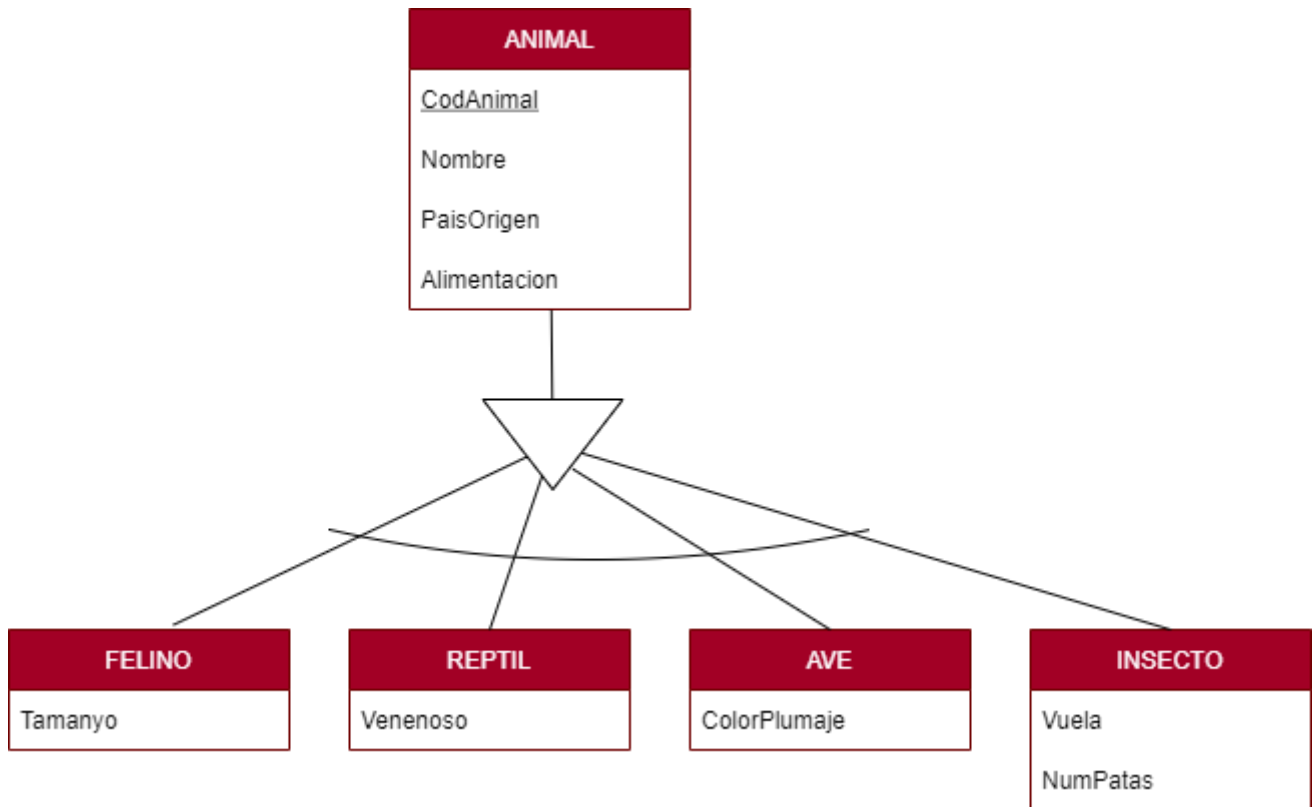 ANIMAL
CodAnimal
Nombre
PaisOrigen
Alimentacion
FELINO
Tamanyo
REPTIL
Venenoso
AVE
ColorPlumaje
INSECTO
Vuela
NumPatas